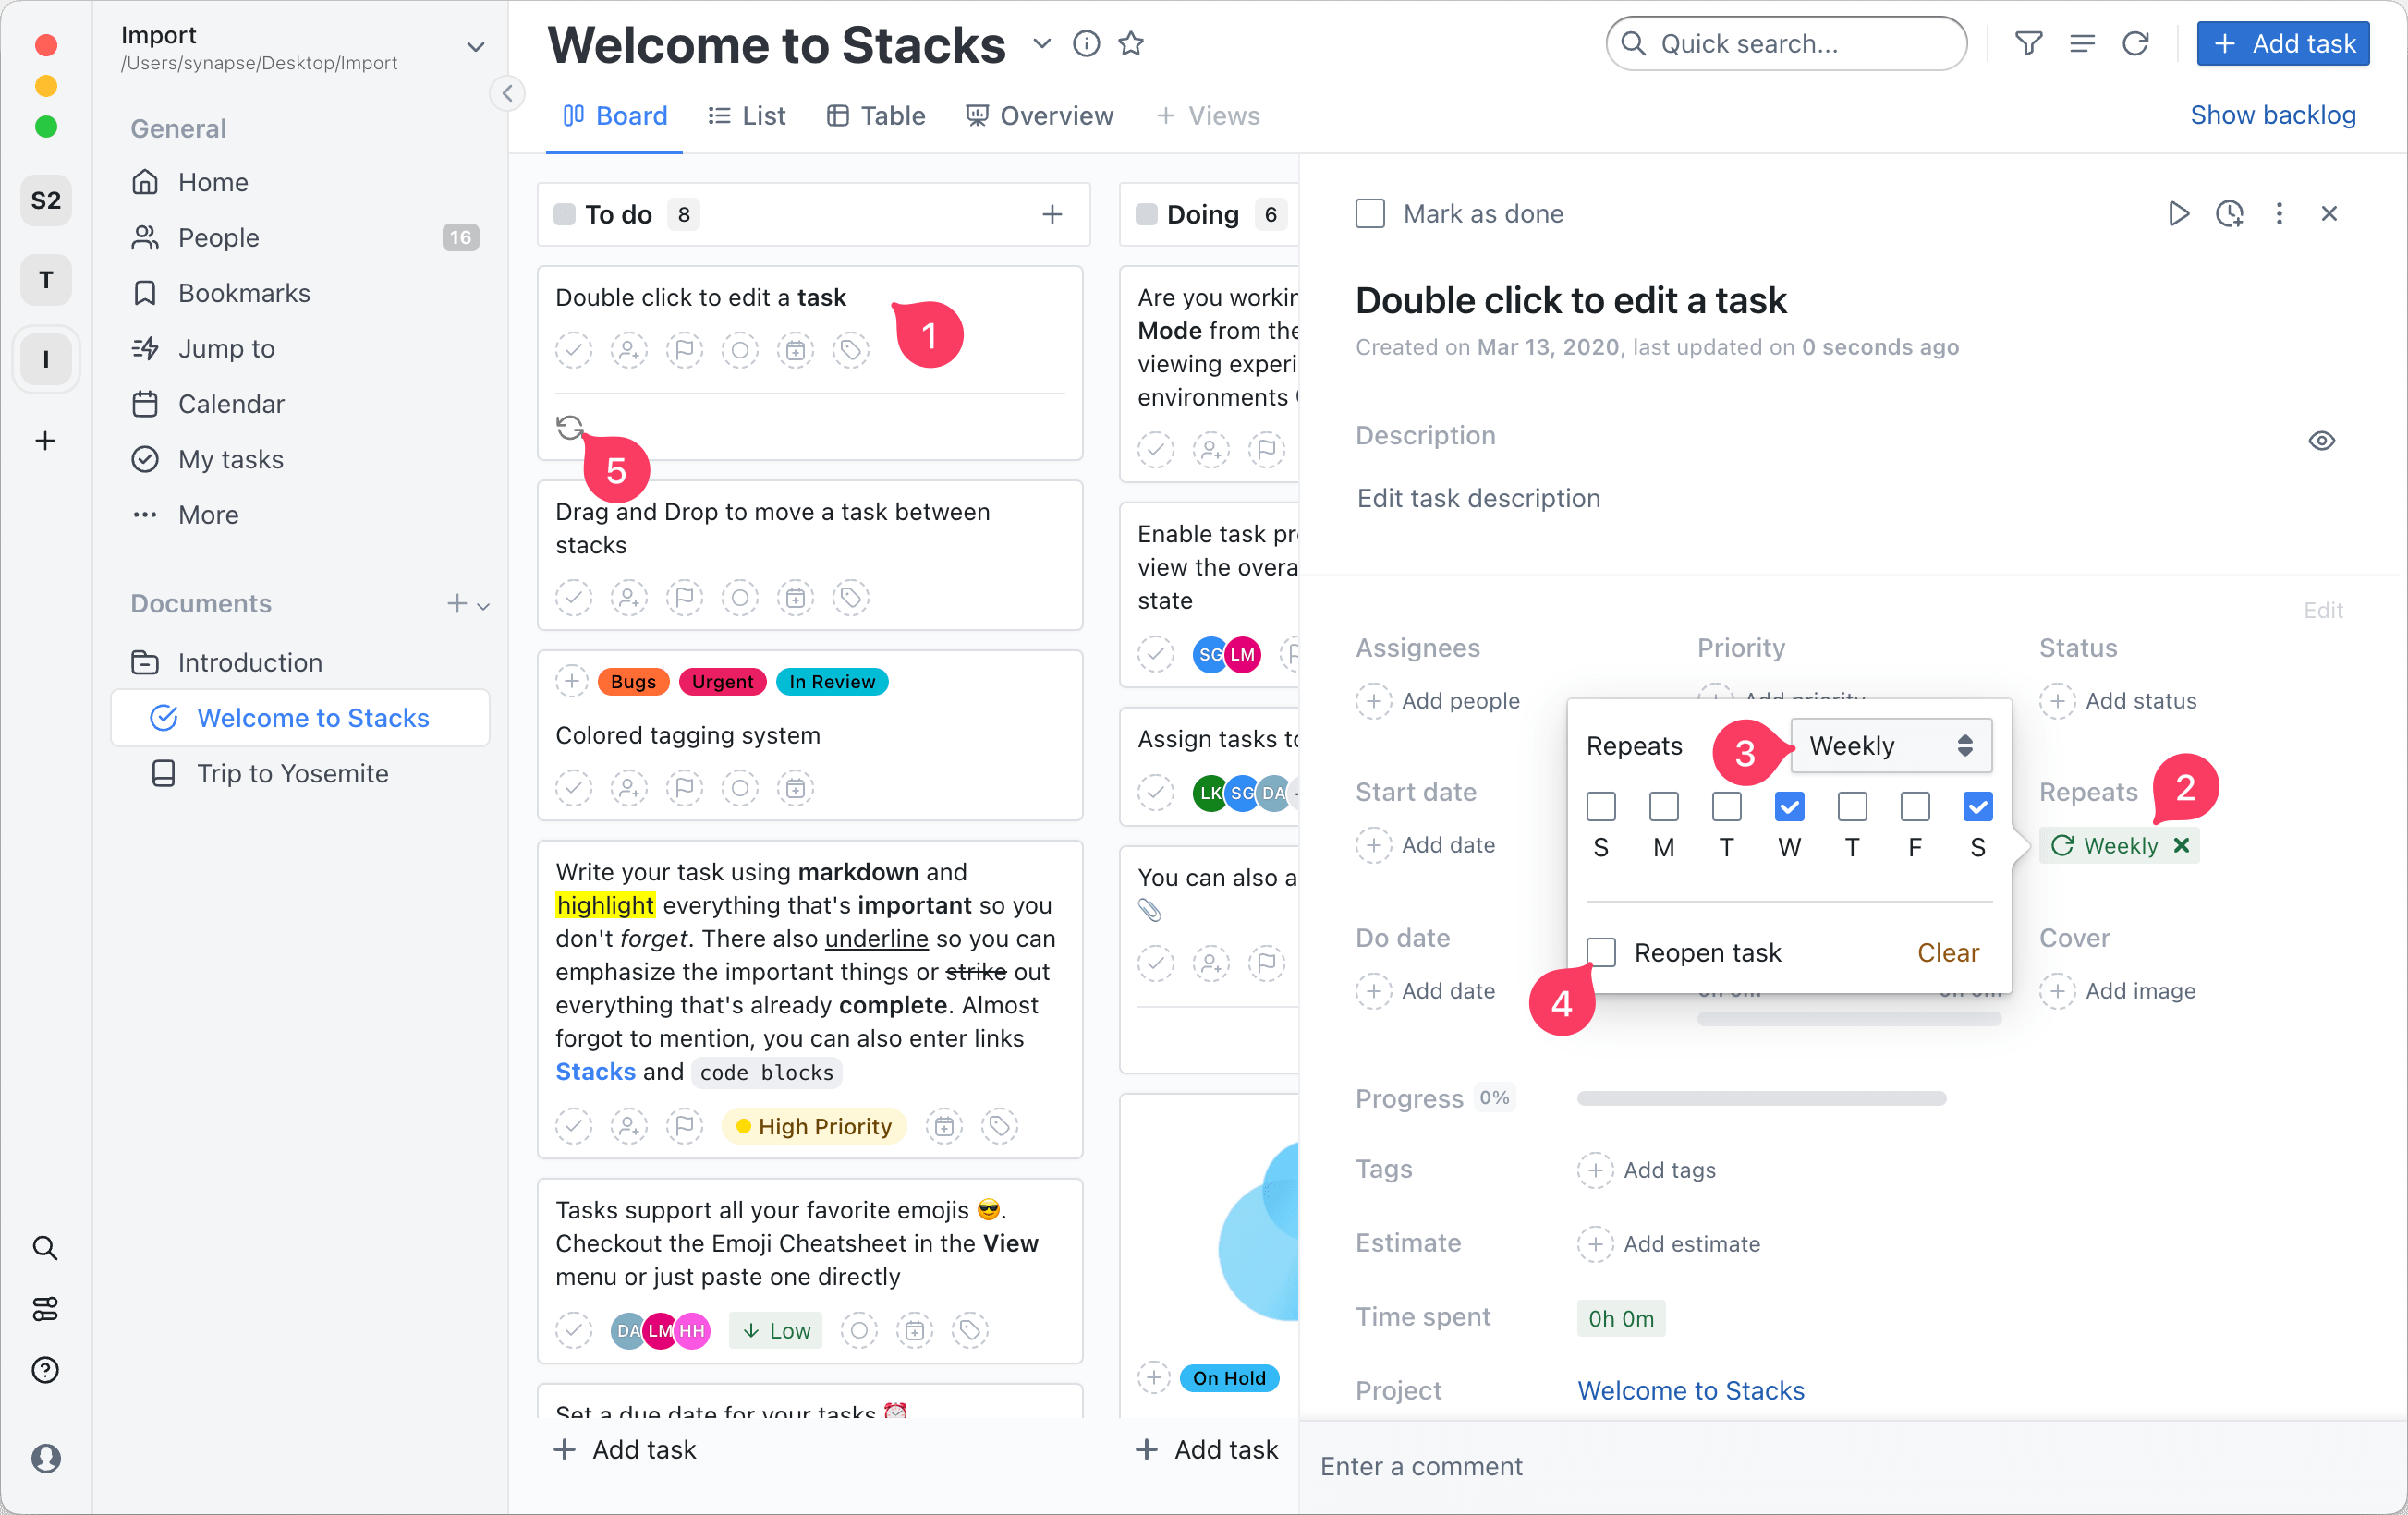 Import
/Users/synapse/Desktop/Import
S2
T
I
General
Home
People 16
Bookmarks
Jump to
Calendar
My tasks
More
Documents
Introduction
Welcome to Stacks
Trip to Yosemite
Welcome to Stacks
Quick search...
Add task
Board
List
Table
Overview
Views
Show backlog
To do 8
Double click to edit a task
1
5
Drag and Drop to move a task between
stacks
Bugs Urgent In Review
Colored tagging system
Write your task using markdown and
highlight everything that's important so you
don't forget. There also underline so you can
emphasize the important things or strike out
everything that's already complete. Almost
forgot to mention, you can also enter links
Stacks and code blocks
High Priority
Tasks support all your favorite emojis 😎.
Checkout the Emoji Cheatsheet in the View
menu or just paste one directly
DA LM HH Low
Set a due date for your tasks ⏰
Add task
Doing 6
Are you workin
Mode from the
viewing experi
environments
Enable task pr
view the overa
state
SG LM
Assign tasks to
LK SG DA
You can also a
On Hold
Add task
Mark as done
Double click to edit a task
Created on Mar 13, 2020, last updated on 0 seconds ago
Description
Edit task description
Edit
Assignees
Add people
Priority
Add priority
Status
Add status
Start date
Add date
Repeats
2
Weekly
Do date
Add date
Cover
Add image
Repeats 3 Weekly
S M T W T F S
Reopen task Clear
4
0h 0m 0h 0m
Progress 0%
Tags Add tags
Estimate Add estimate
Time spent 0h 0m
Project Welcome to Stacks
Enter a comment